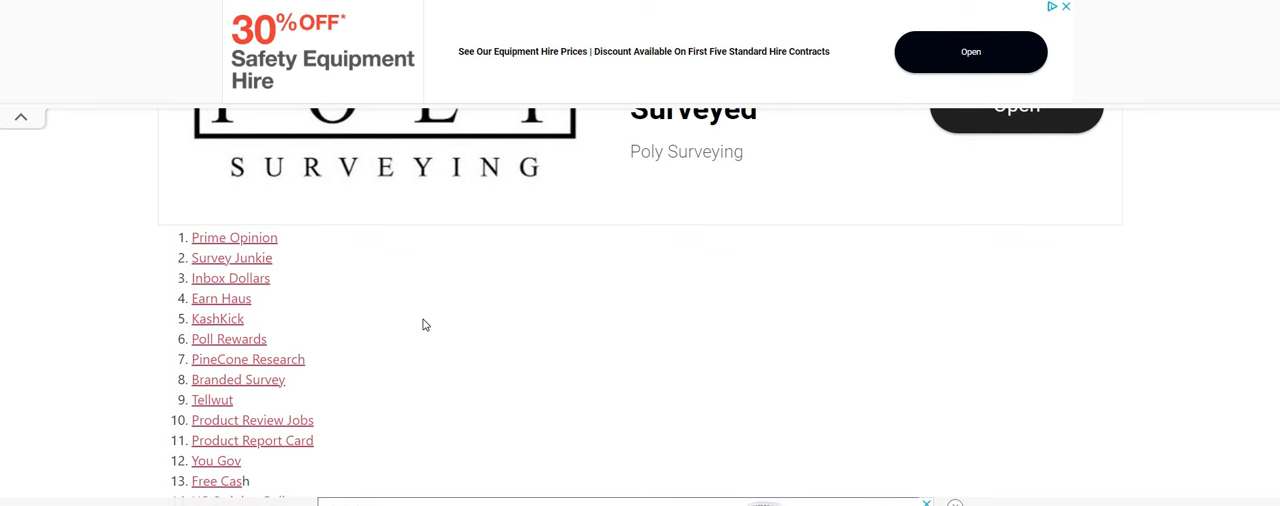 30%OFF*
Safety Equipment
Hire
See Our Equipment Hire Prices | Discount Available On First Five Standard Hire Contracts
Open
POLY
SURVEYING
Surveyed
Poly Surveying
Open
1. Prime Opinion
2. Survey Junkie
3. Inbox Dollars
4. Earn Haus
5. KashKick
6. Poll Rewards
7. PineCone Research
8. Branded Survey
9. Tellwut
10. Product Review Jobs
11. Product Report Card
12. You Gov
13. Free Cash